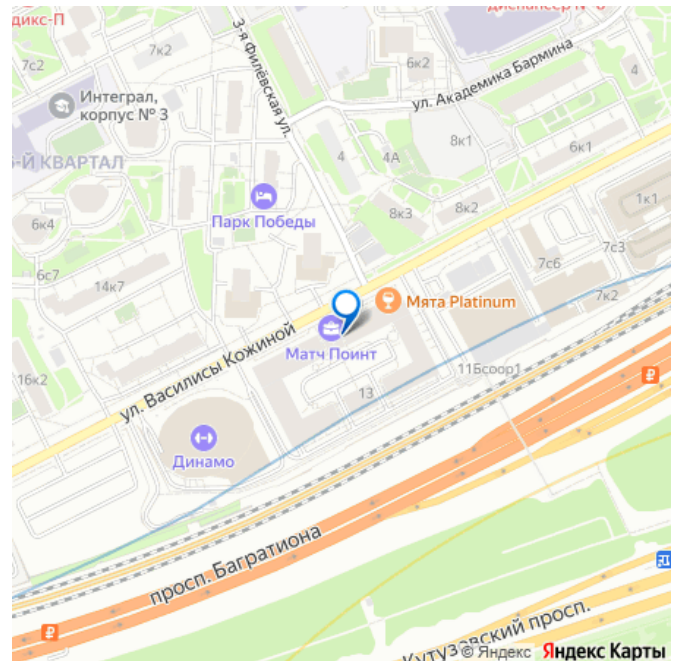 дикс-П
диспансер № 6
7к2
7с2
3-я Филёвская ул.
6к2
ул. Академика Бармина
4
Интеграл,
корпус № 3
8к1
6к1
4
4А
-Й КВАРТАЛ
1к1
8к3
8к2
Парк Победы
6к4
7с3
7с6
6с7
14к7
7к2
Мята Platinum
ул. Василисы Кожиной
Матч Поинт
11Бсоор1
16к2
13
Динамо
просп. Багратиона
Кутузовский просп.
© Яндекс Яндекс Карты